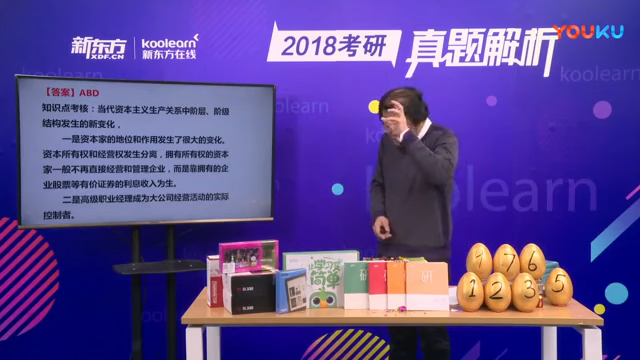 新东方
XDF.CN
koolearn
新东方在线
2018考研
真题解析
YOUKU
koolearn
koolearn
koolearn
【答案】ABD
知识点考核：当代资本主义生产关系中阶层、阶级
结构发生的新变化，
一是资本家的地位和作用发生了很大的变化。
资本所有权和经营权发生分离，拥有所有权的资本
家一般不再直接经营和管理企业，而是靠拥有的企
业股票等有价证券的利息收入为生。
二是高级职业经理成为大公司经营活动的实际
控制者。
让学习更
简单
研
1 7 6
2 3 5